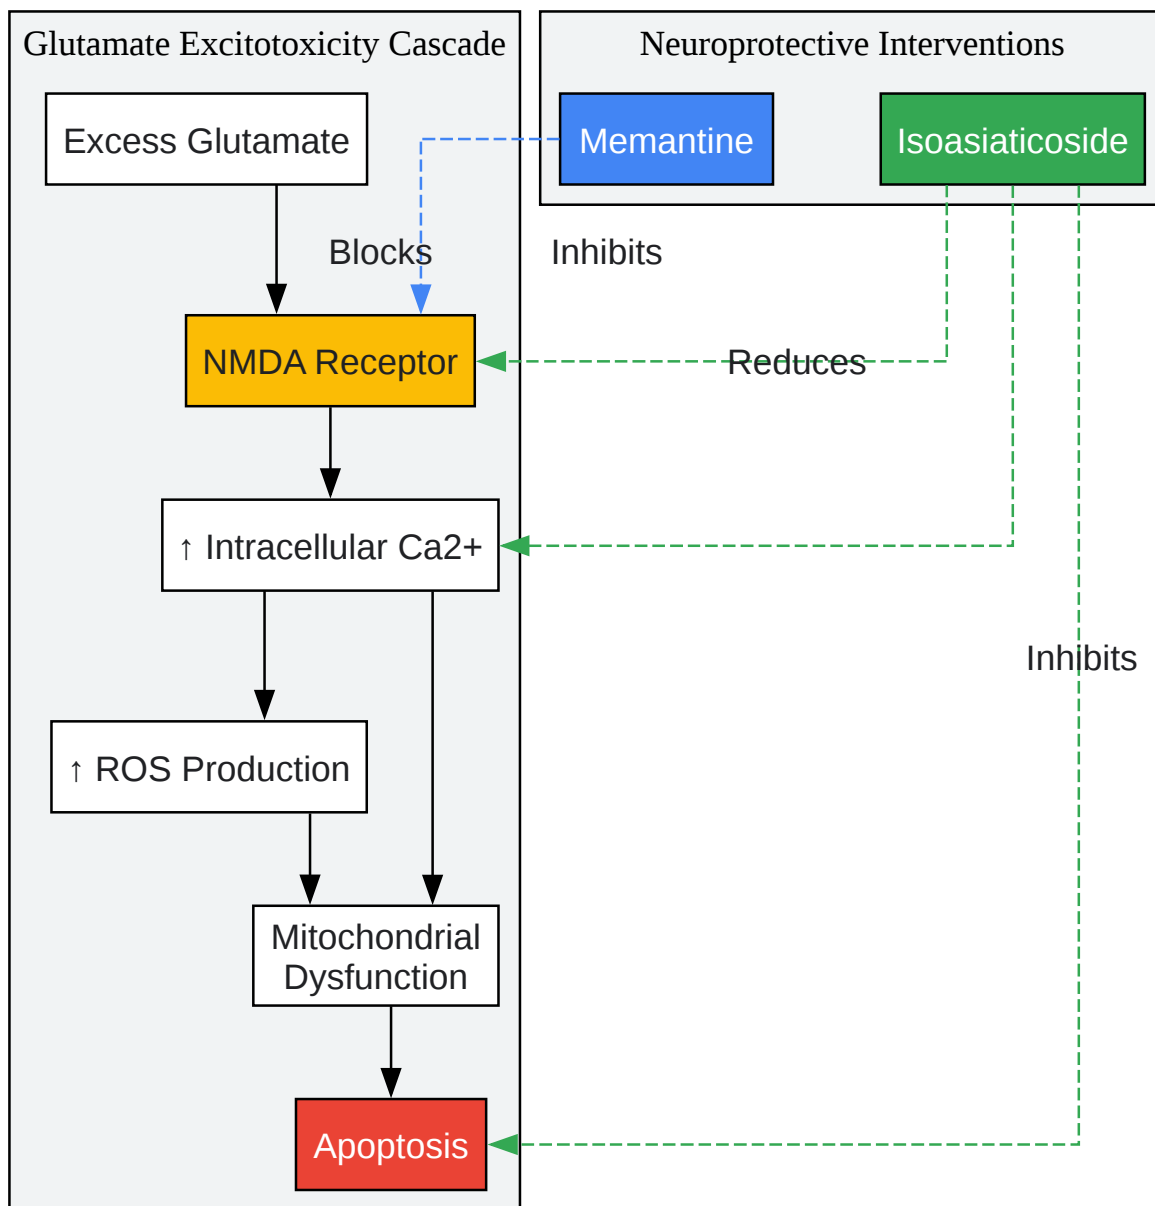 Glutamate Excitotoxicity Cascade
Neuroprotective Interventions
Excess Glutamate
Memantine
Isoasiaticoside
Blocks
Inhibits
NMDA Receptor
Reduces
↑ Intracellular Ca2+
Inhibits
↑ ROS Production
Mitochondrial
Dysfunction
Apoptosis